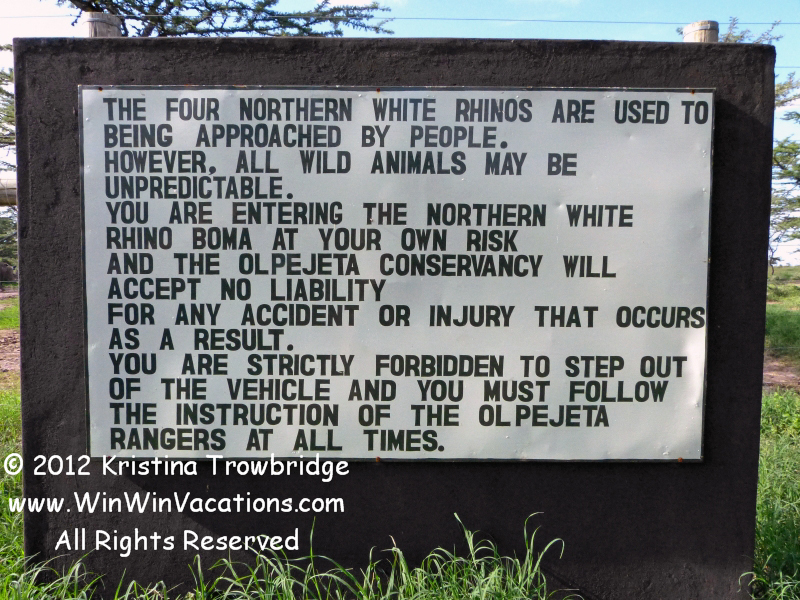 THE FOUR NORTHERN WHITE RHINOS ARE USED TO
BEING APPROACHED BY PEOPLE.
HOWEVER, ALL WILD ANIMALS MAY BE
UNPREDICTABLE.
YOU ARE ENTERING THE NORTHERN WHITE
RHINO BOMA AT YOUR OWN RISK
AND THE OLPEJETA CONSERVANCY WILL
ACCEPT NO LIABILITY
FOR ANY ACCIDENT OR INJURY THAT OCCURS
AS A RESULT.
YOU ARE STRICTLY FORBIDDEN TO STEP OUT
OF THE VEHICLE AND YOU MUST FOLLOW
THE INSTRUCTION OF THE OLPEJETA
RANGERS AT ALL TIMES.
© 2012 Kristina Trowbridge
www.WinWinVacations.com
All Rights Reserved